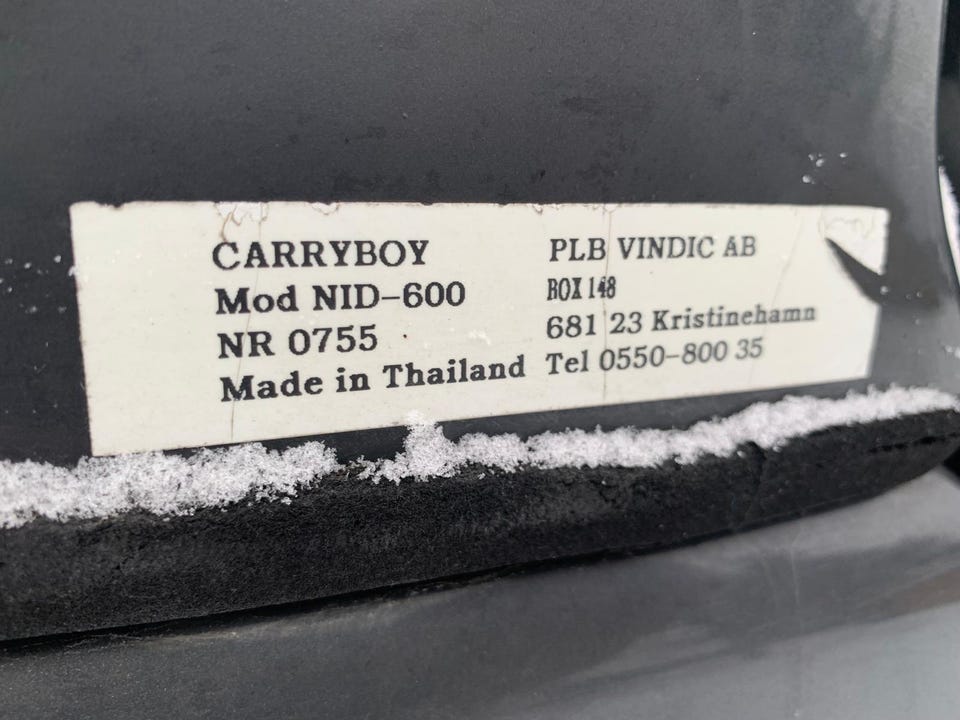 CARRYBOY
Mod NID-600
NR 0755
Made in Thailand
PLB VINDIC AB
BOX 148
681 23 Kristinehamn
Tel 0550-800 35